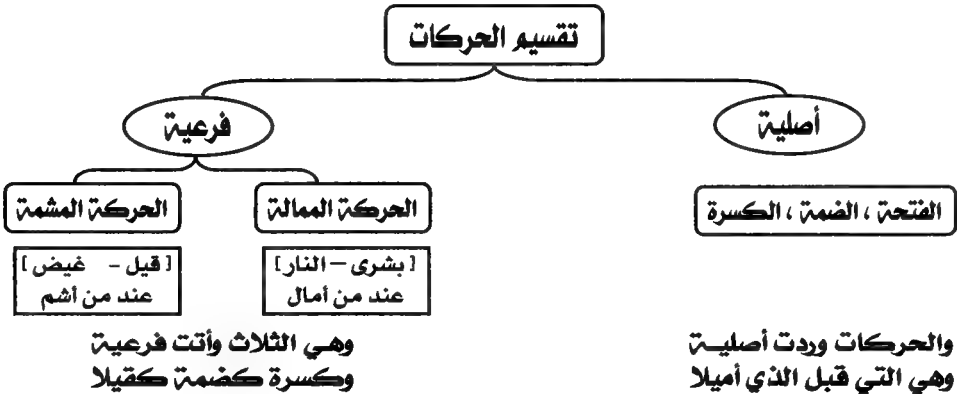 تقسيم الحركات
أصلية
فرعية
الفتحة ، الضمة ، الكسرة
الحركة الممالة
الحركة المشمة
[بشرى – النار]
عند من أمال
[قيل - غيض]
عند من أشم
والحركات وردت أصلية وهي الثلاث وأتت فرعية
وهي التي قبل الذي أميلا وكسرة كضمة كقيلا